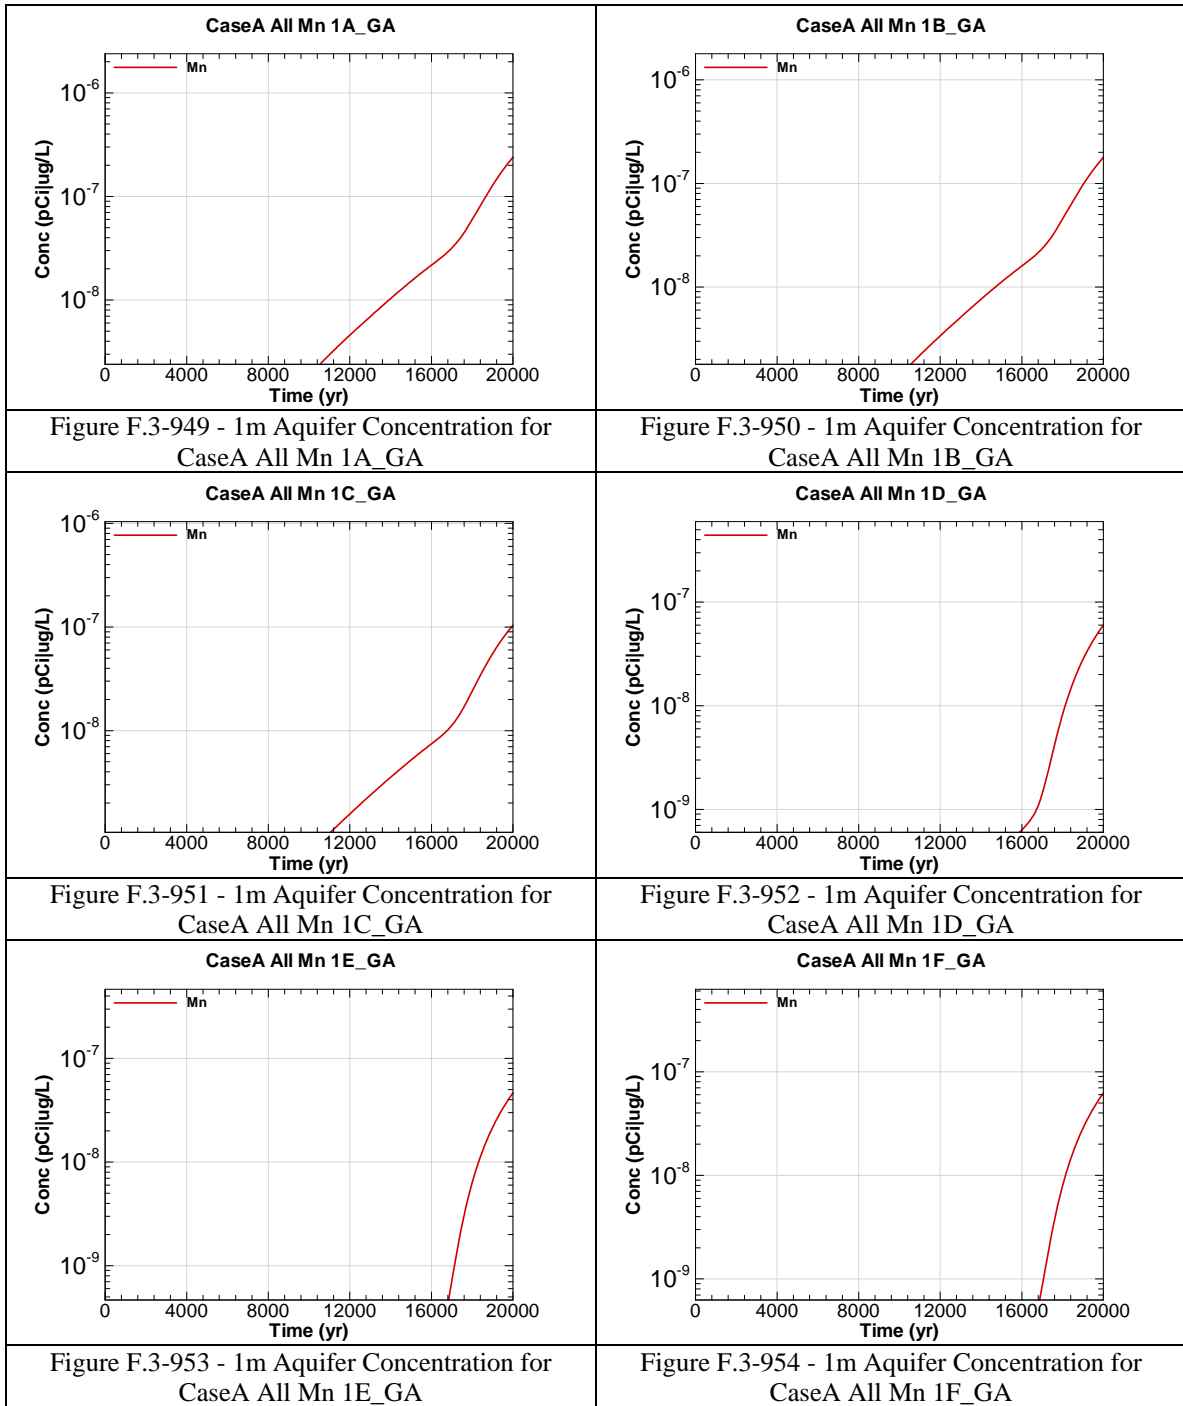 CaseA All Mn 1A_GA
Mn
10-6
10-7
10-8
Conc (pCi|ug/L)
0 4000 8000 12000 16000 20000
Time (yr)
Figure F.3-949 - 1m Aquifer Concentration for
CaseA All Mn 1A_GA
CaseA All Mn 1B_GA
Mn
10-6
10-7
10-8
Conc (pCi|ug/L)
0 4000 8000 12000 16000 20000
Time (yr)
Figure F.3-950 - 1m Aquifer Concentration for
CaseA All Mn 1B_GA
CaseA All Mn 1C_GA
Mn
10-6
10-7
10-8
Conc (pCi|ug/L)
0 4000 8000 12000 16000 20000
Time (yr)
Figure F.3-951 - 1m Aquifer Concentration for
CaseA All Mn 1C_GA
CaseA All Mn 1D_GA
Mn
10-7
10-8
10-9
Conc (pCi|ug/L)
0 4000 8000 12000 16000 20000
Time (yr)
Figure F.3-952 - 1m Aquifer Concentration for
CaseA All Mn 1D_GA
CaseA All Mn 1E_GA
Mn
10-7
10-8
10-9
Conc (pCi|ug/L)
0 4000 8000 12000 16000 20000
Time (yr)
Figure F.3-953 - 1m Aquifer Concentration for
CaseA All Mn 1E_GA
CaseA All Mn 1F_GA
Mn
10-7
10-8
10-9
Conc (pCi|ug/L)
0 4000 8000 12000 16000 20000
Time (yr)
Figure F.3-954 - 1m Aquifer Concentration for
CaseA All Mn 1F_GA